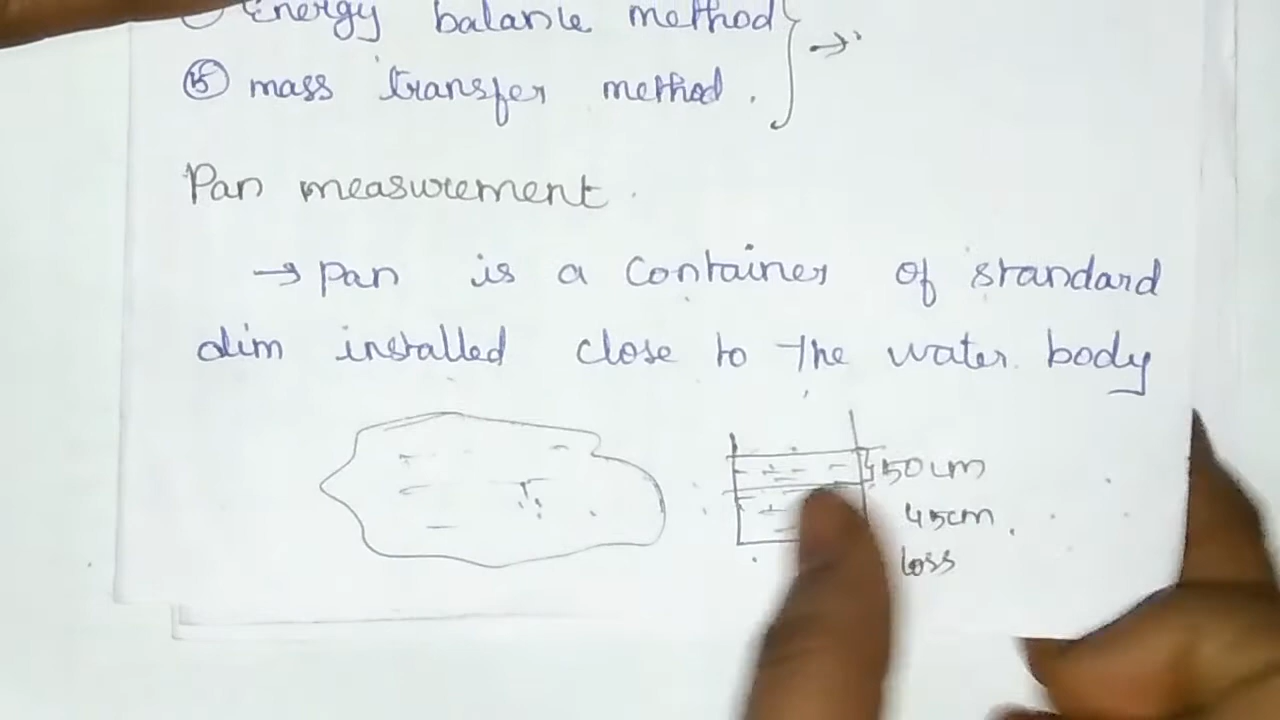 Energy balance method
⑤ mass transfer method.
Pan measurement.
→ pan is a container of standard
dim installed close to the water body
50cm
45cm.
loss